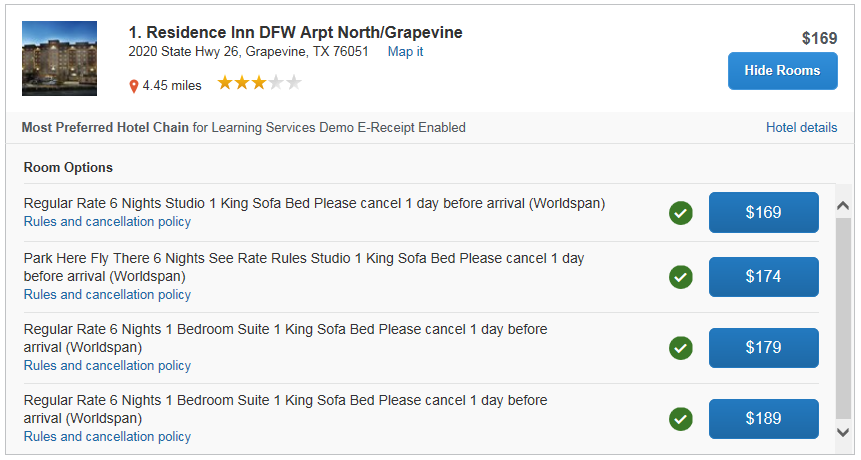 1. Residence Inn DFW Arpt North/Grapevine
2020 State Hwy 26, Grapevine, TX 76051 Map it
$169
4.45 miles
Hide Rooms
Most Preferred Hotel Chain for Learning Services Demo E-Receipt Enabled
Hotel details
Room Options
Regular Rate 6 Nights Studio 1 King Sofa Bed Please cancel 1 day before arrival (Worldspan)
Rules and cancellation policy
$169
Park Here Fly There 6 Nights See Rate Rules Studio 1 King Sofa Bed Please cancel 1 day
before arrival (Worldspan)
Rules and cancellation policy
$174
Regular Rate 6 Nights 1 Bedroom Suite 1 King Sofa Bed Please cancel 1 day before
arrival (Worldspan)
Rules and cancellation policy
$179
Regular Rate 6 Nights 1 Bedroom Suite 1 King Sofa Bed Please cancel 1 day before
arrival (Worldspan)
Rules and cancellation policy
$189